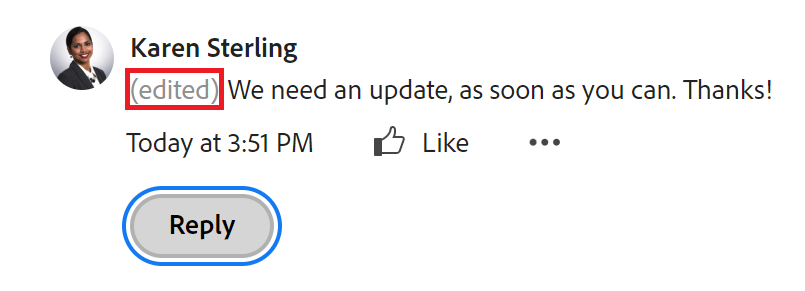 Karen Sterling
(edited) We need an update, as soon as you can. Thanks!
Today at 3:51 PM Like •••
Reply